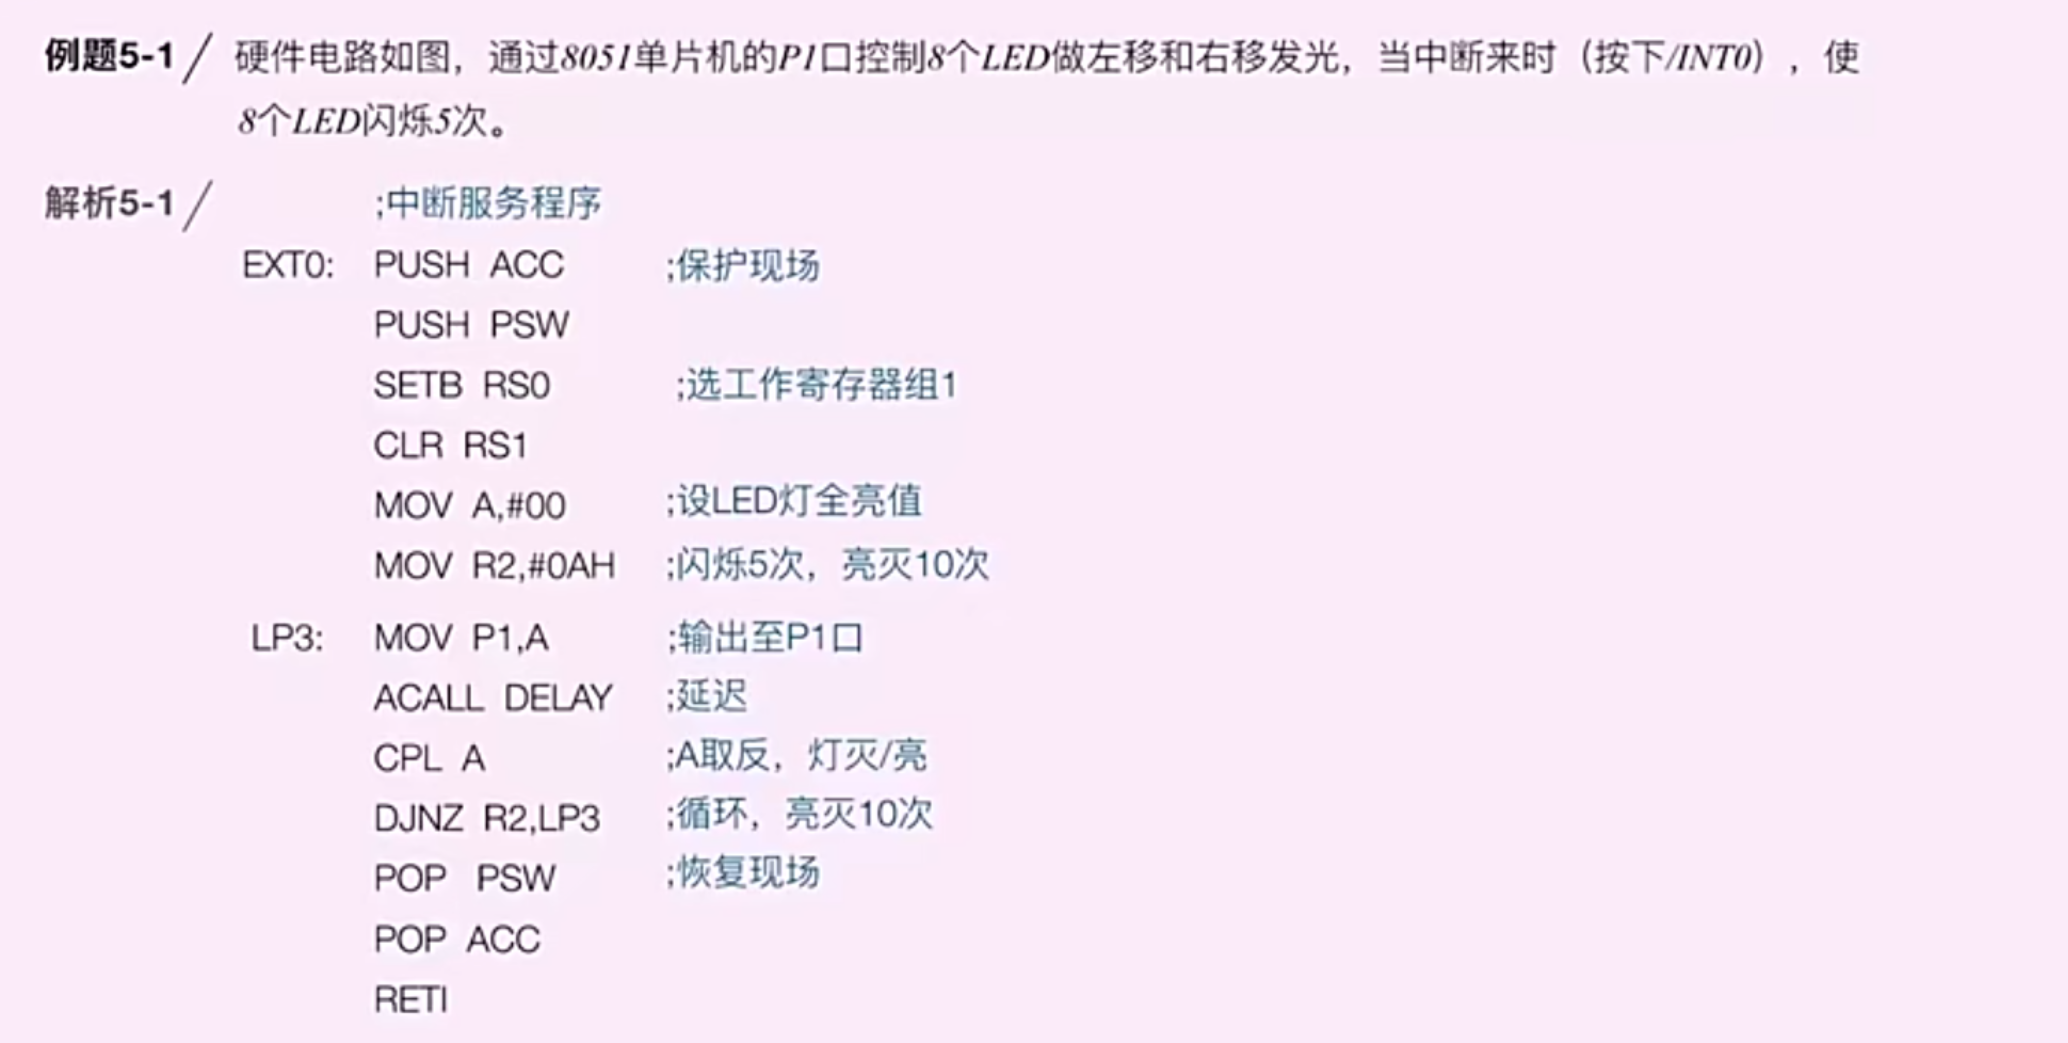 例题5-1/ 硬件电路如图，通过8051单片机的P1口控制8个LED做左移和右移发光，当中断来时（按下/INT0），使
8个LED闪烁5次。
解析5-1/ ;中断服务程序
EXT0: PUSH ACC ;保护现场
PUSH PSW
SETB RS0 ;选工作寄存器组1
CLR RS1
MOV A,#00 ;设LED灯全亮值
MOV R2,#0AH ;闪烁5次，亮灭10次
LP3: MOV P1,A ;输出至P1口
ACALL DELAY ;延迟
CPL A ;A取反，灯灭/亮
DJNZ R2,LP3 ;循环，亮灭10次
POP PSW ;恢复现场
POP ACC
RETI